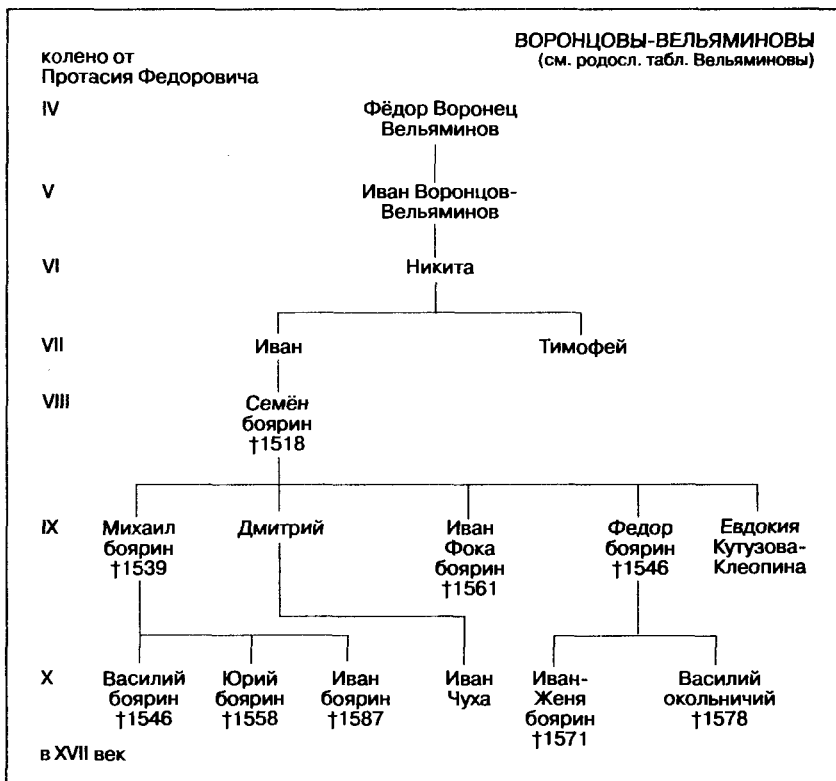 ВОРОНЦОВЫ-ВЕЛЬЯМИНОВЫ
(см. родосл. табл. Вельяминовы)
колено от
Протасия Федоровича
IV
Фёдор Воронец
Вельяминов
V
Иван Воронцов-
Вельяминов
VI
Никита
VII
Иван
Тимофей
VIII
Семён
боярин
†1518
IX
Михаил
боярин
†1539
Дмитрий
Иван
Фока
боярин
†1561
Федор
боярин
†1546
Евдокия
Кутузова-
Клеопина
X
Василий
боярин
†1546
Юрий
боярин
†1558
Иван
боярин
†1587
Иван
Чуха
Иван-
Женя
боярин
†1571
Василий
окольничий
†1578
в XVII век